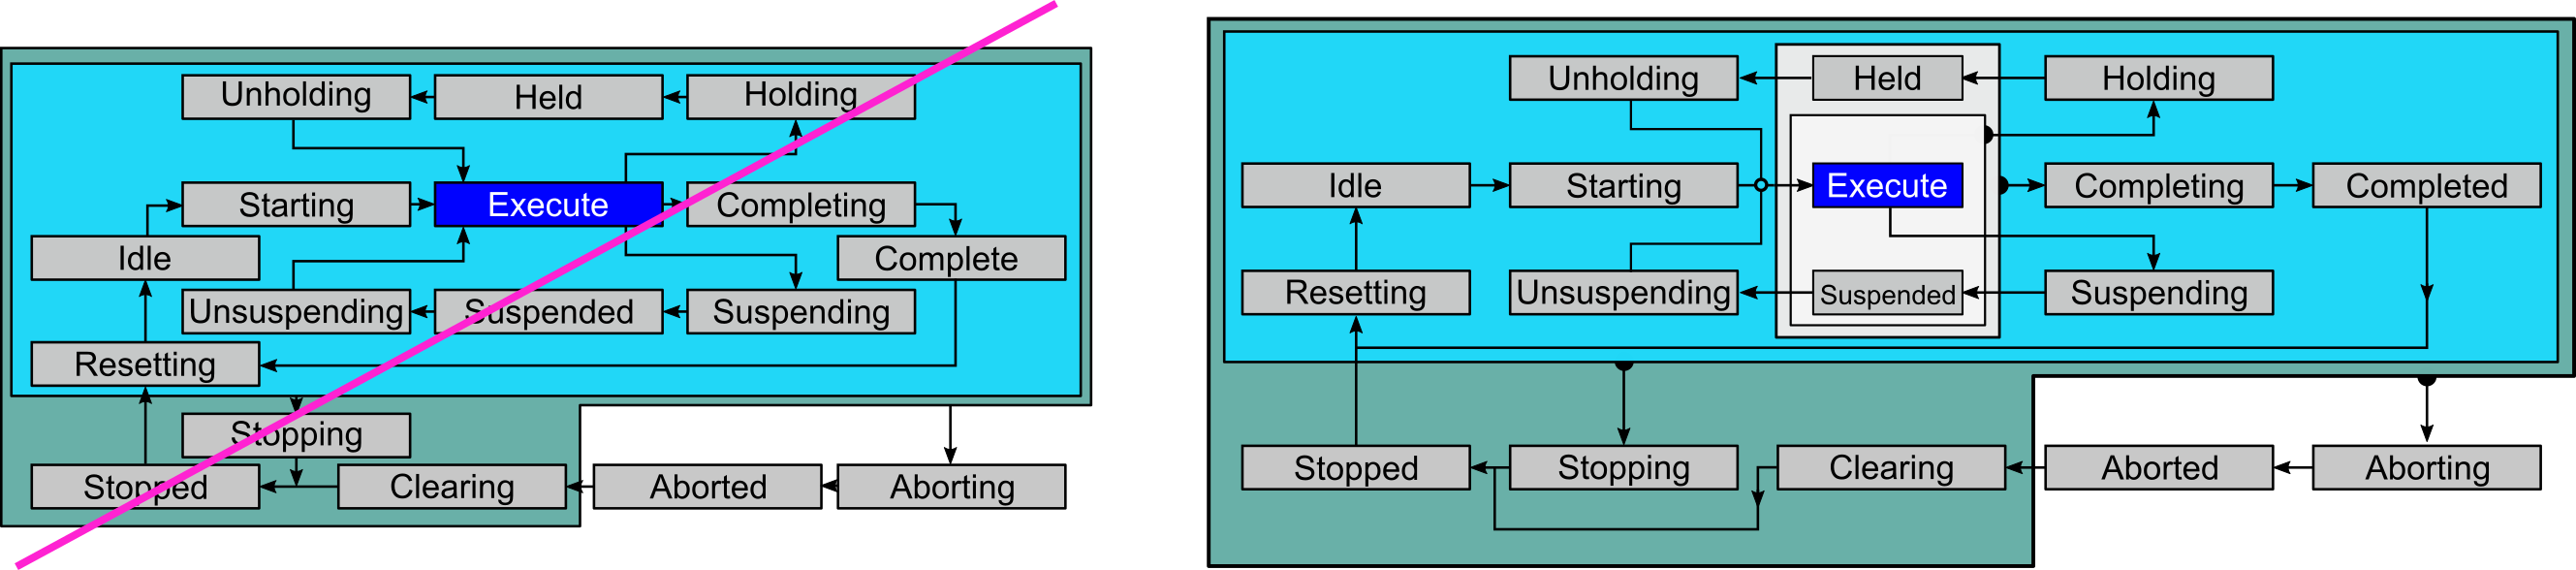 Unholding
Held
Holding
Starting
Execute
Completing
Idle
Complete
Unsuspending
Suspended
Suspending
Resetting
Stopping
Stopped
Clearing
Aborted
Aborting
Unholding
Held
Holding
Idle
Starting
Execute
Completing
Completed
Resetting
Unsuspending
Suspended
Suspending
Stopped
Stopping
Clearing
Aborted
Aborting